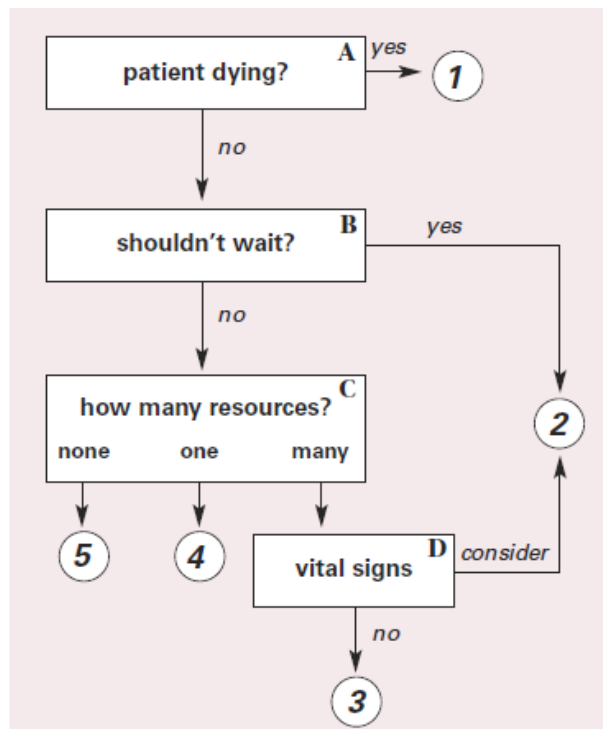 A
yes
patient dying?
1
no
B
yes
shouldn't wait?
no
C
how many resources?
2
none one many
5
4
D
consider
vital signs
no
3